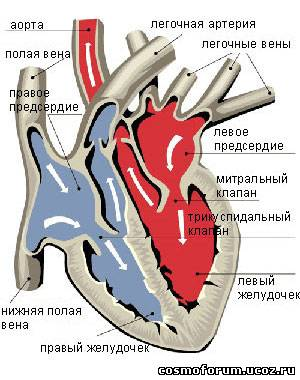 аорта
полая вена
правое
предсердие
легочная артерия
легочные вены
левое
предсердие
митральный
клапан
трикуспидальный
клапан
левый
желудочек
нижняя полая
вена
правый желудочек
cosmoforum.ucoz.ru